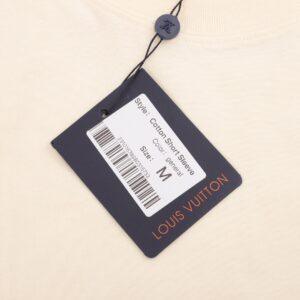 Style: Cotton Short Sleeve
Color: general
Size: M
LOUIS VUITTON